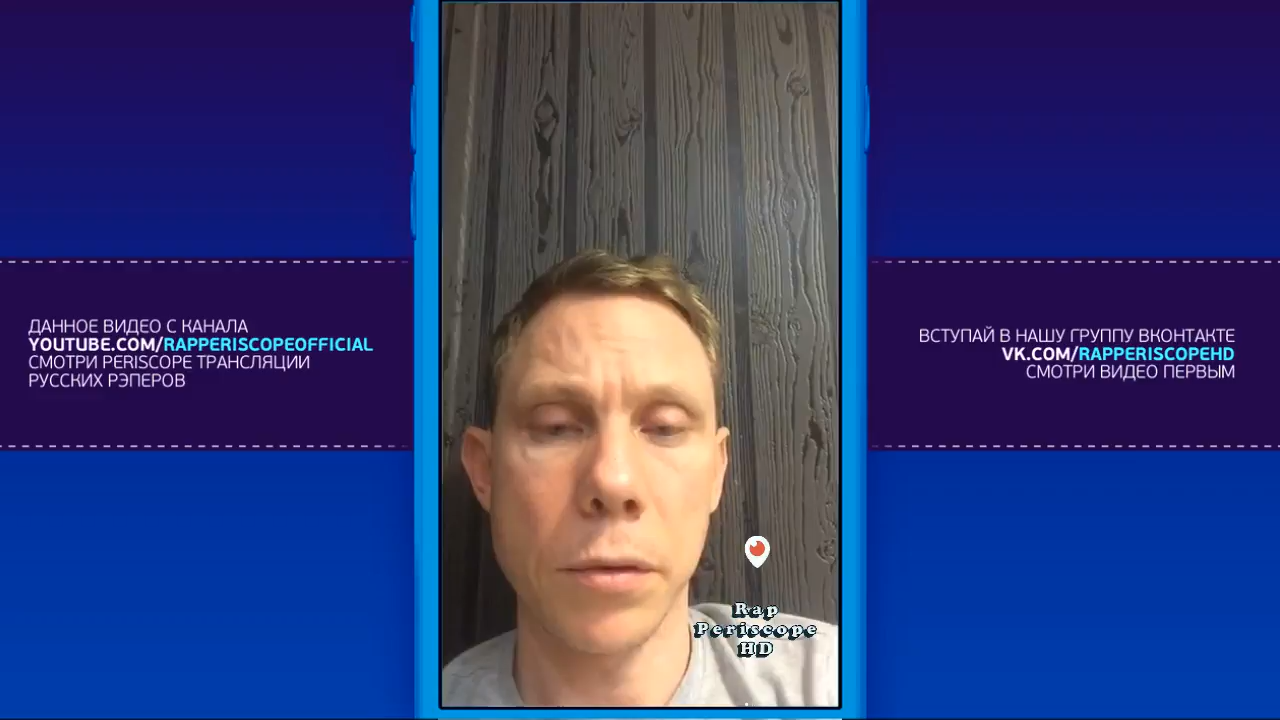 ДАННОЕ ВИДЕО С КАНАЛА
YOUTUBE.COM/RAPPERISCOPEOFFICIAL
СМОТРИ PERISCOPE ТРАНСЛЯЦИИ
РУССКИХ РЭПЕРОВ
ВСТУПАЙ В НАШУ ГРУППУ ВКОНТАКТЕ
VK.COM/RAPPERISCOPEHD
СМОТРИ ВИДЕО ПЕРВЫМ
Rap
Periscope
HD